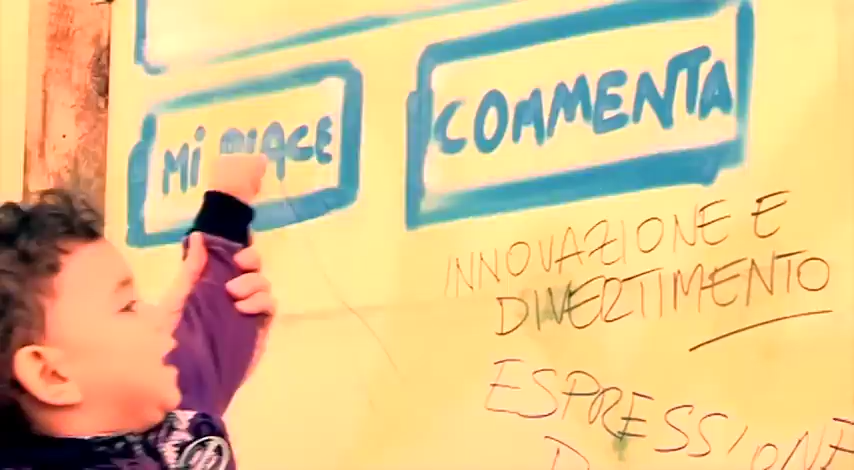 MI PIACE
COMMENTA
INNOVAZIONE E
DIVERTIMENTO
ESPRESSIONE